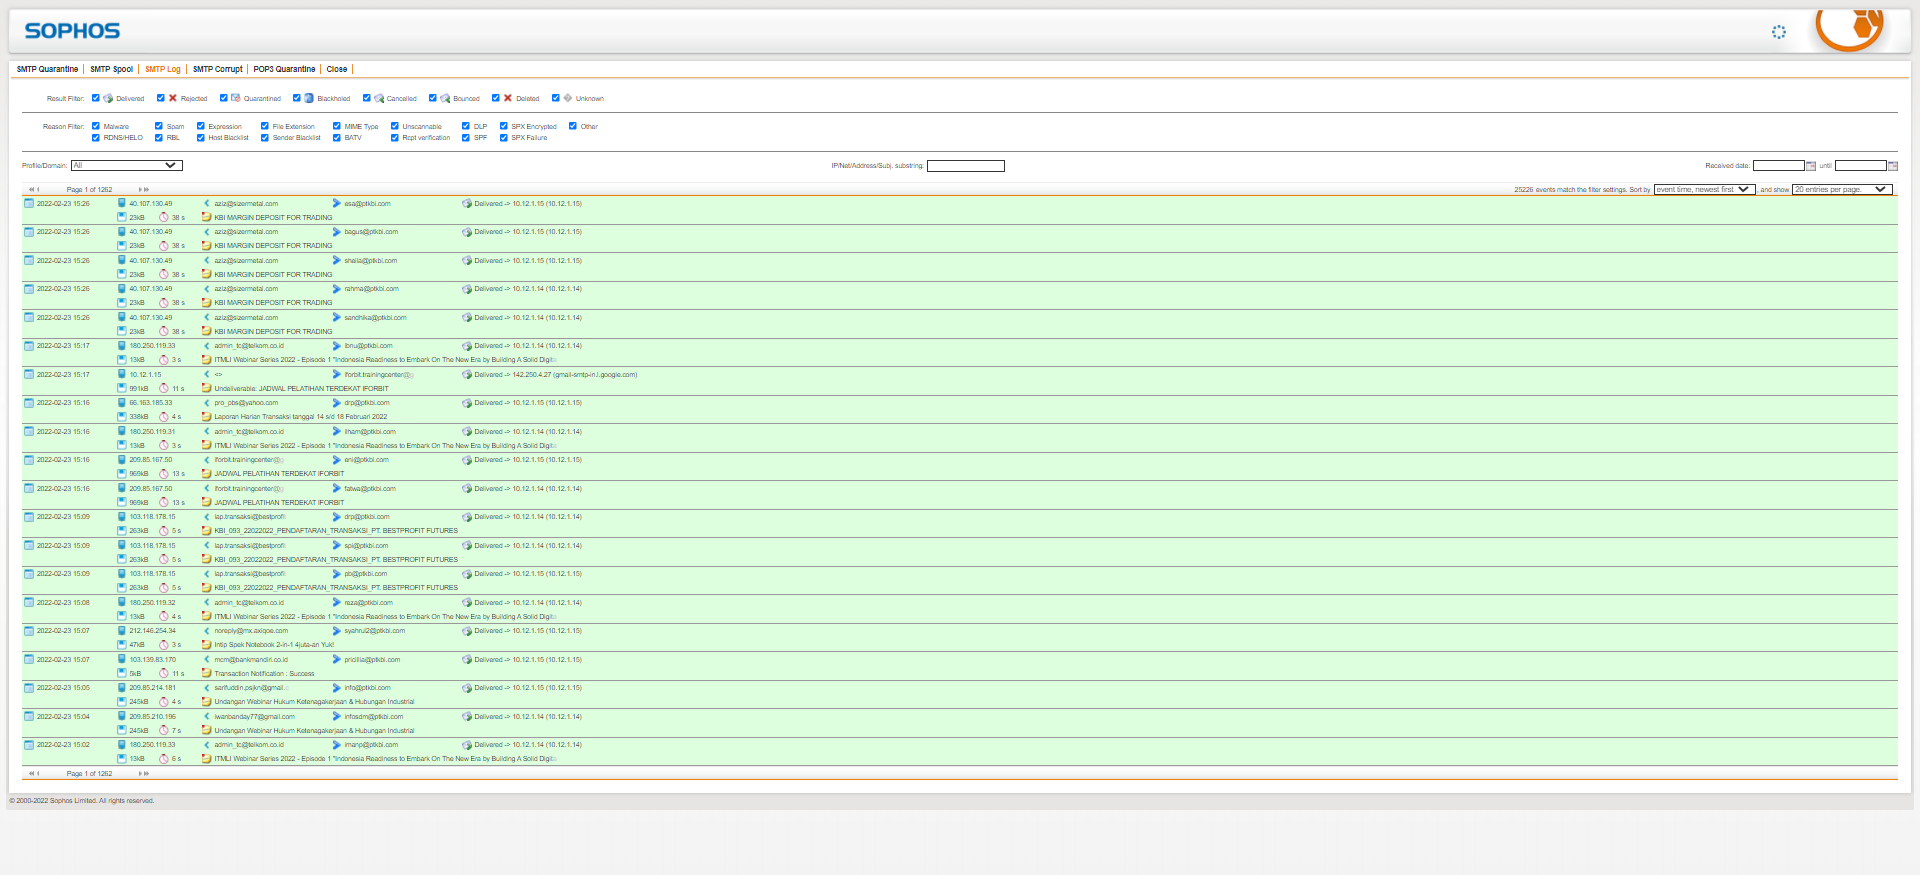 SOPHOS
SMTP Quarantine | SMTP Spool | SMTP Log | SMTP Corrupt | POP3 Quarantine | Close |
Result Filter: Delivered Rejected Quarantined Blackholed Cancelled Bounced Deleted Unknown
Reason Filter: Malware Spam Expression File Extension MIME Type Unscannable DLP SPX Encrypted Other
RDNS/HELO RBL Host Blacklist Sender Blacklist BATV Rcpt verification SPF SPX Failure
Profile/Domain: All IP/Net/Address/Subj. substring: Received date: until
Page 1 of 1262 25226 events match the filter settings. Sort by event time, newest first , and show 20 entries per page.
2022-02-23 15:26 40.107.130.49 aziz@sizermetal.com esa@ptkbi.com Delivered -> 10.12.1.15 (10.12.1.15)
23kB 38 s KBI MARGIN DEPOSIT FOR TRADING
2022-02-23 15:26 40.107.130.49 aziz@sizermetal.com bagus@ptkbi.com Delivered -> 10.12.1.15 (10.12.1.15)
23kB 38 s KBI MARGIN DEPOSIT FOR TRADING
2022-02-23 15:26 40.107.130.49 aziz@sizermetal.com sheila@ptkbi.com Delivered -> 10.12.1.15 (10.12.1.15)
23kB 38 s KBI MARGIN DEPOSIT FOR TRADING
2022-02-23 15:26 40.107.130.49 aziz@sizermetal.com rahma@ptkbi.com Delivered -> 10.12.1.14 (10.12.1.14)
23kB 38 s KBI MARGIN DEPOSIT FOR TRADING
2022-02-23 15:26 40.107.130.49 aziz@sizermetal.com sandhika@ptkbi.com Delivered -> 10.12.1.14 (10.12.1.14)
23kB 38 s KBI MARGIN DEPOSIT FOR TRADING
2022-02-23 15:17 180.250.119.33 admin_tc@telkom.co.id ibnu@ptkbi.com Delivered -> 10.12.1.14 (10.12.1.14)
13kB 3 s ITMLI Webinar Series 2022 - Episode 1 "Indonesia Readiness to Embark On The New Era by Building A Solid Digit
2022-02-23 15:17 10.12.1.15 <> iforbit.trainingcenter@g Delivered -> 142.250.4.27 (gmail-smtp-in.l.google.com)
991kB 11 s Undeliverable: JADWAL PELATIHAN TERDEKAT IFORBIT
2022-02-23 15:16 66.163.185.33 pro_pbs@yahoo.com drp@ptkbi.com Delivered -> 10.12.1.15 (10.12.1.15)
338kB 4 s Laporan Harian Transaksi tanggal 14 s/d 18 Februari 2022
2022-02-23 15:16 180.250.119.31 admin_tc@telkom.co.id ilham@ptkbi.com Delivered -> 10.12.1.14 (10.12.1.14)
13kB 3 s ITMLI Webinar Series 2022 - Episode 1 "Indonesia Readiness to Embark On The New Era by Building A Solid Digit
2022-02-23 15:16 209.85.167.50 iforbit.trainingcenter@g eni@ptkbi.com Delivered -> 10.12.1.15 (10.12.1.15)
969kB 13 s JADWAL PELATIHAN TERDEKAT IFORBIT
2022-02-23 15:16 209.85.167.50 iforbit.trainingcenter@g fatwa@ptkbi.com Delivered -> 10.12.1.14 (10.12.1.14)
969kB 13 s JADWAL PELATIHAN TERDEKAT IFORBIT
2022-02-23 15:09 103.118.178.15 lap.transaksi@bestprofi drp@ptkbi.com Delivered -> 10.12.1.15 (10.12.1.15)
263kB 5 s KBI_093_22022022_PENDAFTARAN_TRANSAKSI_PT. BESTPROFIT FUTURES
2022-02-23 15:09 103.118.178.15 lap.transaksi@bestprofi spi@ptkbi.com Delivered -> 10.12.1.14 (10.12.1.14)
263kB 5 s KBI_093_22022022_PENDAFTARAN_TRANSAKSI_PT. BESTPROFIT FUTURES
2022-02-23 15:09 103.118.178.15 lap.transaksi@bestprofi pb@ptkbi.com Delivered -> 10.12.1.15 (10.12.1.15)
263kB 5 s KBI_093_22022022_PENDAFTARAN_TRANSAKSI_PT. BESTPROFIT FUTURES
2022-02-23 15:08 180.250.119.32 admin_tc@telkom.co.id reza@ptkbi.com Delivered -> 10.12.1.14 (10.12.1.14)
13kB 4 s ITMLI Webinar Series 2022 - Episode 1 "Indonesia Readiness to Embark On The New Era by Building A Solid Digit
2022-02-23 15:07 212.146.254.34 noreply@mx.axiqoe.com syahrul2@ptkbi.com Delivered -> 10.12.1.15 (10.12.1.15)
47kB 3 s Intip Spek Notebook 2-in-1 4juta-an Yuk!
2022-02-23 15:07 103.139.83.170 mcm@bankmandiri.co.id pricillia@ptkbi.com Delivered -> 10.12.1.15 (10.12.1.15)
5kB 11 s Transaction Notification : Success
2022-02-23 15:05 209.85.214.181 sarifuddin.psjkn@gmail.c info@ptkbi.com Delivered -> 10.12.1.15 (10.12.1.15)
245kB 4 s Undangan Webinar Hukum Ketenagakerjaan & Hubungan Industrial
2022-02-23 15:04 209.85.210.196 iwanbanday77@gmail.com infosdm@ptkbi.com Delivered -> 10.12.1.14 (10.12.1.14)
245kB 7 s Undangan Webinar Hukum Ketenagakerjaan & Hubungan Industrial
2022-02-23 15:02 180.250.119.33 admin_tc@telkom.co.id imanp@ptkbi.com Delivered -> 10.12.1.14 (10.12.1.14)
13kB 6 s ITMLI Webinar Series 2022 - Episode 1 "Indonesia Readiness to Embark On The New Era by Building A Solid Digit
Page 1 of 1262
© 2000-2022 Sophos Limited. All rights reserved.